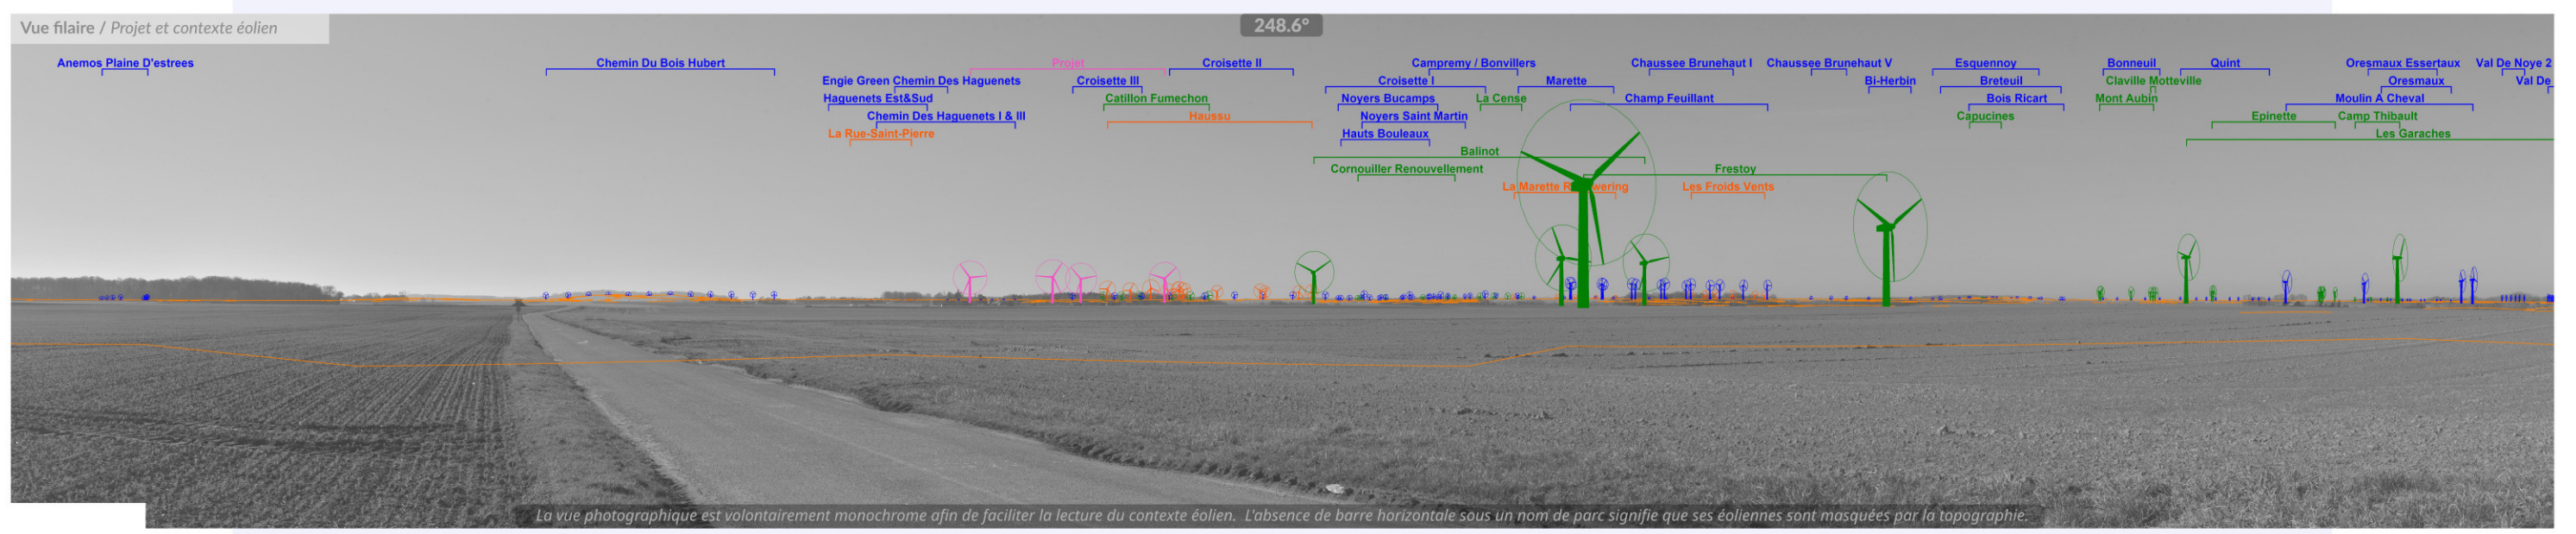 Vue filaire / Projet et contexte éolien
248.6°
Anemos Plaine D'estrees
Chemin Du Bois Hubert
Projet
Croisette II
Campremy / Bonvillers
Chaussee Brunehaut I
Chaussee Brunehaut V
Esquennoy
Bonneuil
Quint
Oresmaux Essertaux
Val De Noye 2
Engie Green Chemin Des Haguenets
Croisette III
Croisette I
Marette
Bi-Herbin
Breteuil
Claville Motteville
Oresmaux
Val De
Haguenets Est&Sud
Catillon Fumechon
Noyers Bucamps
La Cense
Champ Feuillant
Bois Ricart
Mont Aubin
Moulin A Cheval
Chemin Des Haguenets I & III
Haussu
Noyers Saint Martin
Capucines
Epinette
Camp Thibault
La Rue-Saint-Pierre
Hauts Bouleaux
Les Garaches
Balinot
Cornouiller Renouvellement
Frestoy
La Marette
Les Froids Vents
La vue photographique est volontairement monochrome afin de faciliter la lecture du contexte éolien. L'absence de barre horizontale sous un nom de parc signifie que ses éoliennes sont masquées par la topographie.